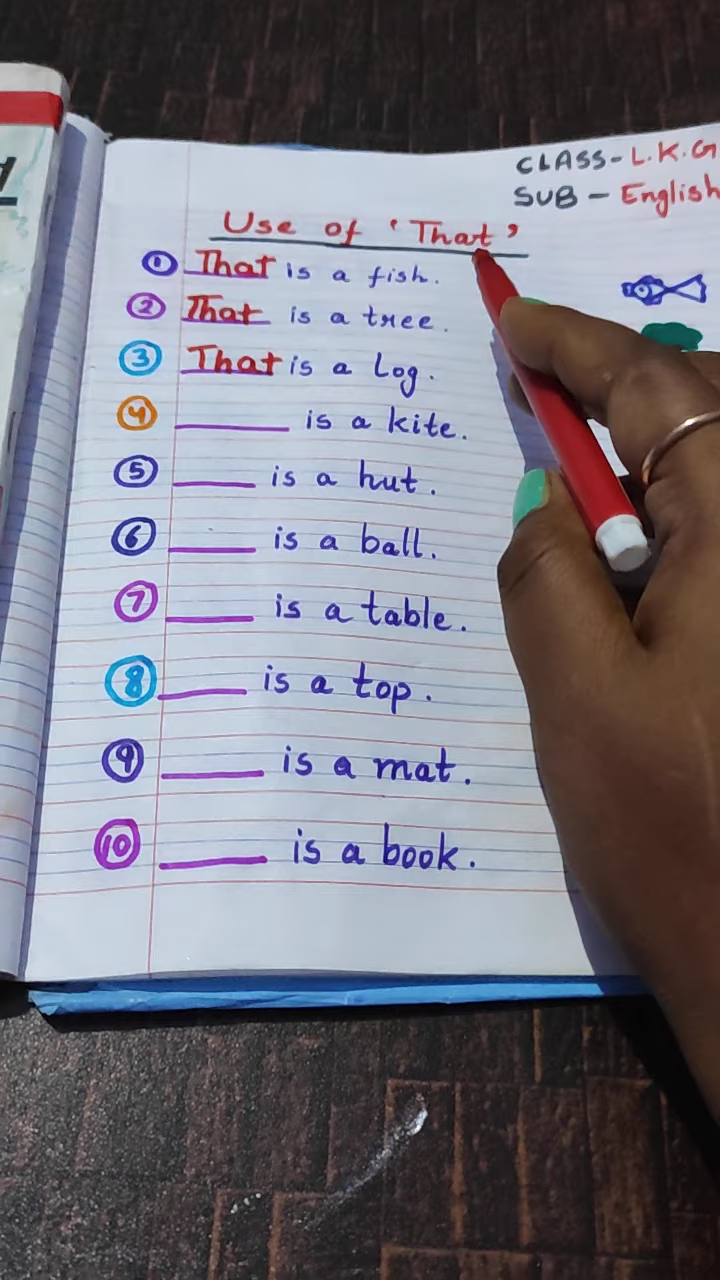 CLASS - L.K.G
SUB - English
Use of 'That'
① That is a fish.
② That is a tree.
③ That is a Log.
④ ______ is a kite.
⑤ ______ is a hut.
⑥ ______ is a ball.
⑦ ______ is a table.
⑧ ______ is a top.
⑨ ______ is a mat.
⑩ ______ is a book.